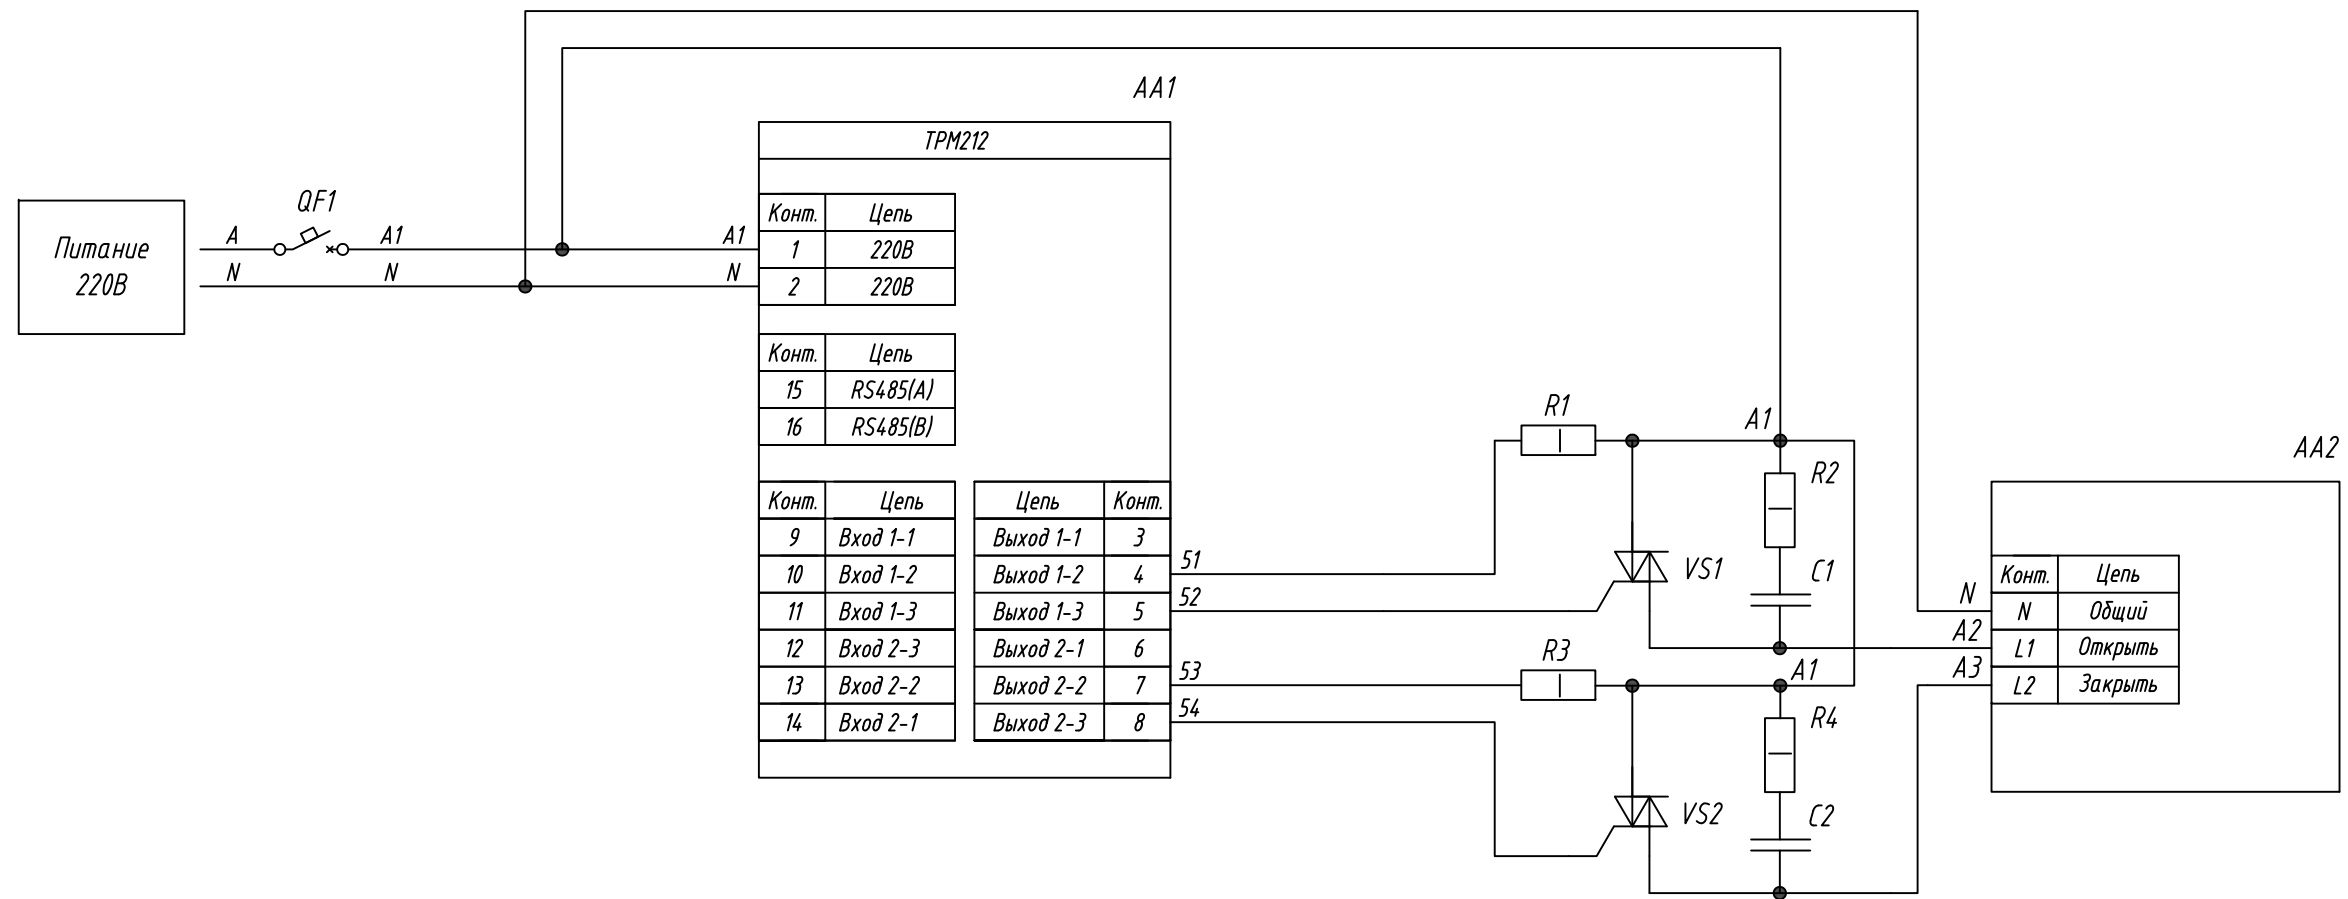 AA1
ТРМ212
QF1
Питание
220В
A
A1
A1
N
N
N
Конт. Цепь
1 220В
2 220В
Конт. Цепь
15 RS485(A)
16 RS485(B)
Конт. Цепь Цепь Конт.
9 Вход 1-1 Выход 1-1 3
10 Вход 1-2 Выход 1-2 4
11 Вход 1-3 Выход 1-3 5
12 Вход 2-3 Выход 2-1 6
13 Вход 2-2 Выход 2-2 7
14 Вход 2-1 Выход 2-3 8
51
52
53
54
R1
A1
R2
VS1
C1
R3
A1
R4
VS2
C2
AA2
N
A2
A3
Конт. Цепь
N Общий
L1 Открыть
L2 Закрыть